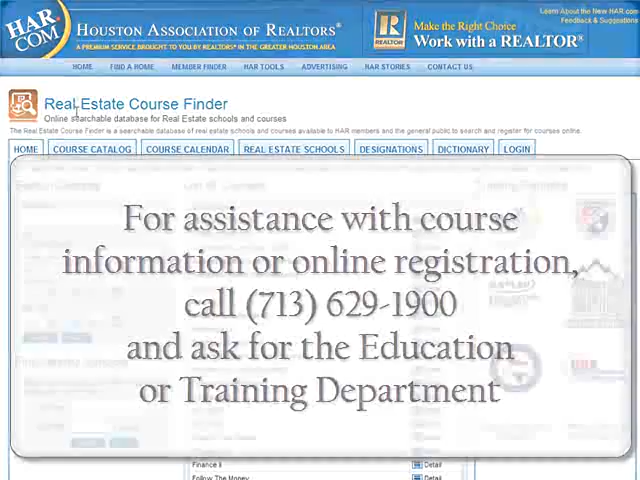 HAR
COM
HOUSTON ASSOCIATION OF REALTORS®
A PREMIUM SERVICE BROUGHT TO YOU BY REALTORS® IN THE GREATER HOUSTON AREA
REALTOR
Make the Right Choice
Work with a REALTOR®
Learn About the New HAR.com
Feedback & Suggestions
HOME FIND A HOME MEMBER FINDER HAR TOOLS ADVERTISING HAR STORIES CONTACT US
Real Estate Course Finder
Online searchable database for Real Estate schools and courses
The Real Estate Course Finder is a searchable database of real estate schools and courses available to HAR members and the general public to search and register for courses online.
HOME COURSE CATALOG COURSE CALENDAR REAL ESTATE SCHOOLS DESIGNATIONS DICTIONARY LOGIN
For assistance with course
information or online registration,
call (713) 629-1900
and ask for the Education
or Training Department
Finance II Detail
Follow The Money Detail